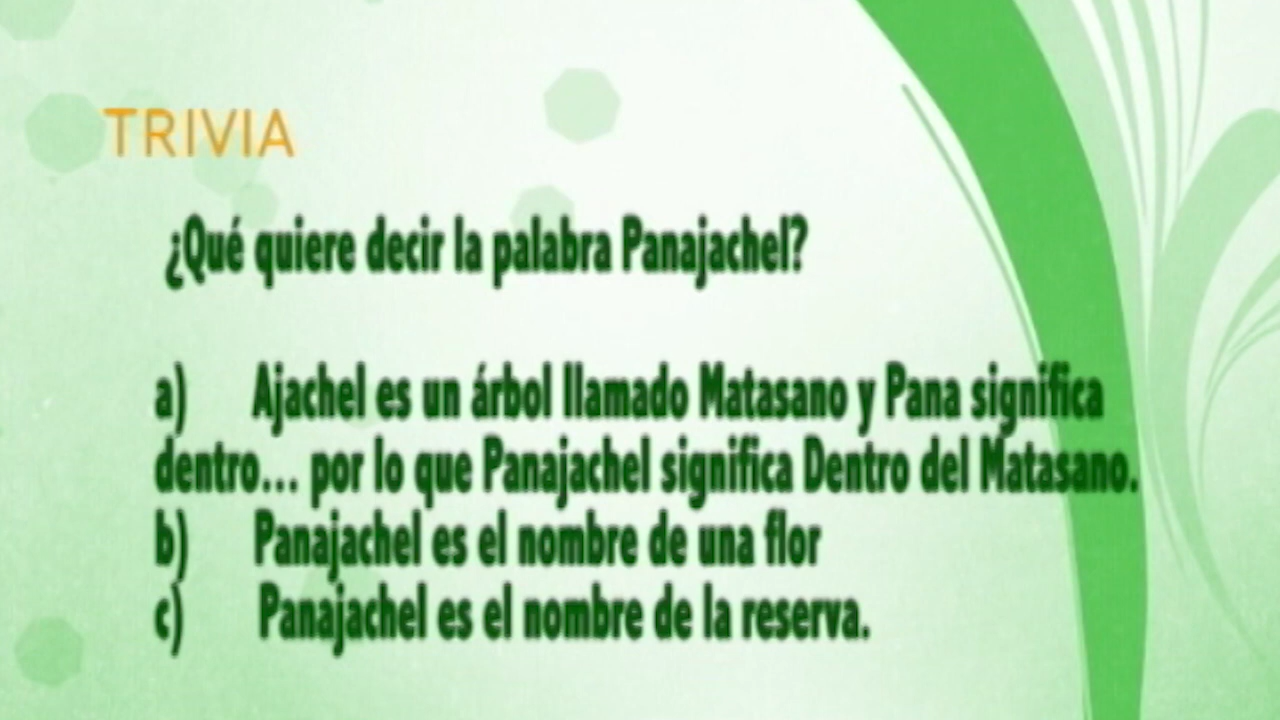 TRIVIA
¿Qué quiere decir la palabra Panajachel?
a) Ajachel es un árbol llamado Matasano y Pana significa
dentro... por lo que Panajachel significa Dentro del Matasano.
b) Panajachel es el nombre de una flor
c) Panajachel es el nombre de la reserva.